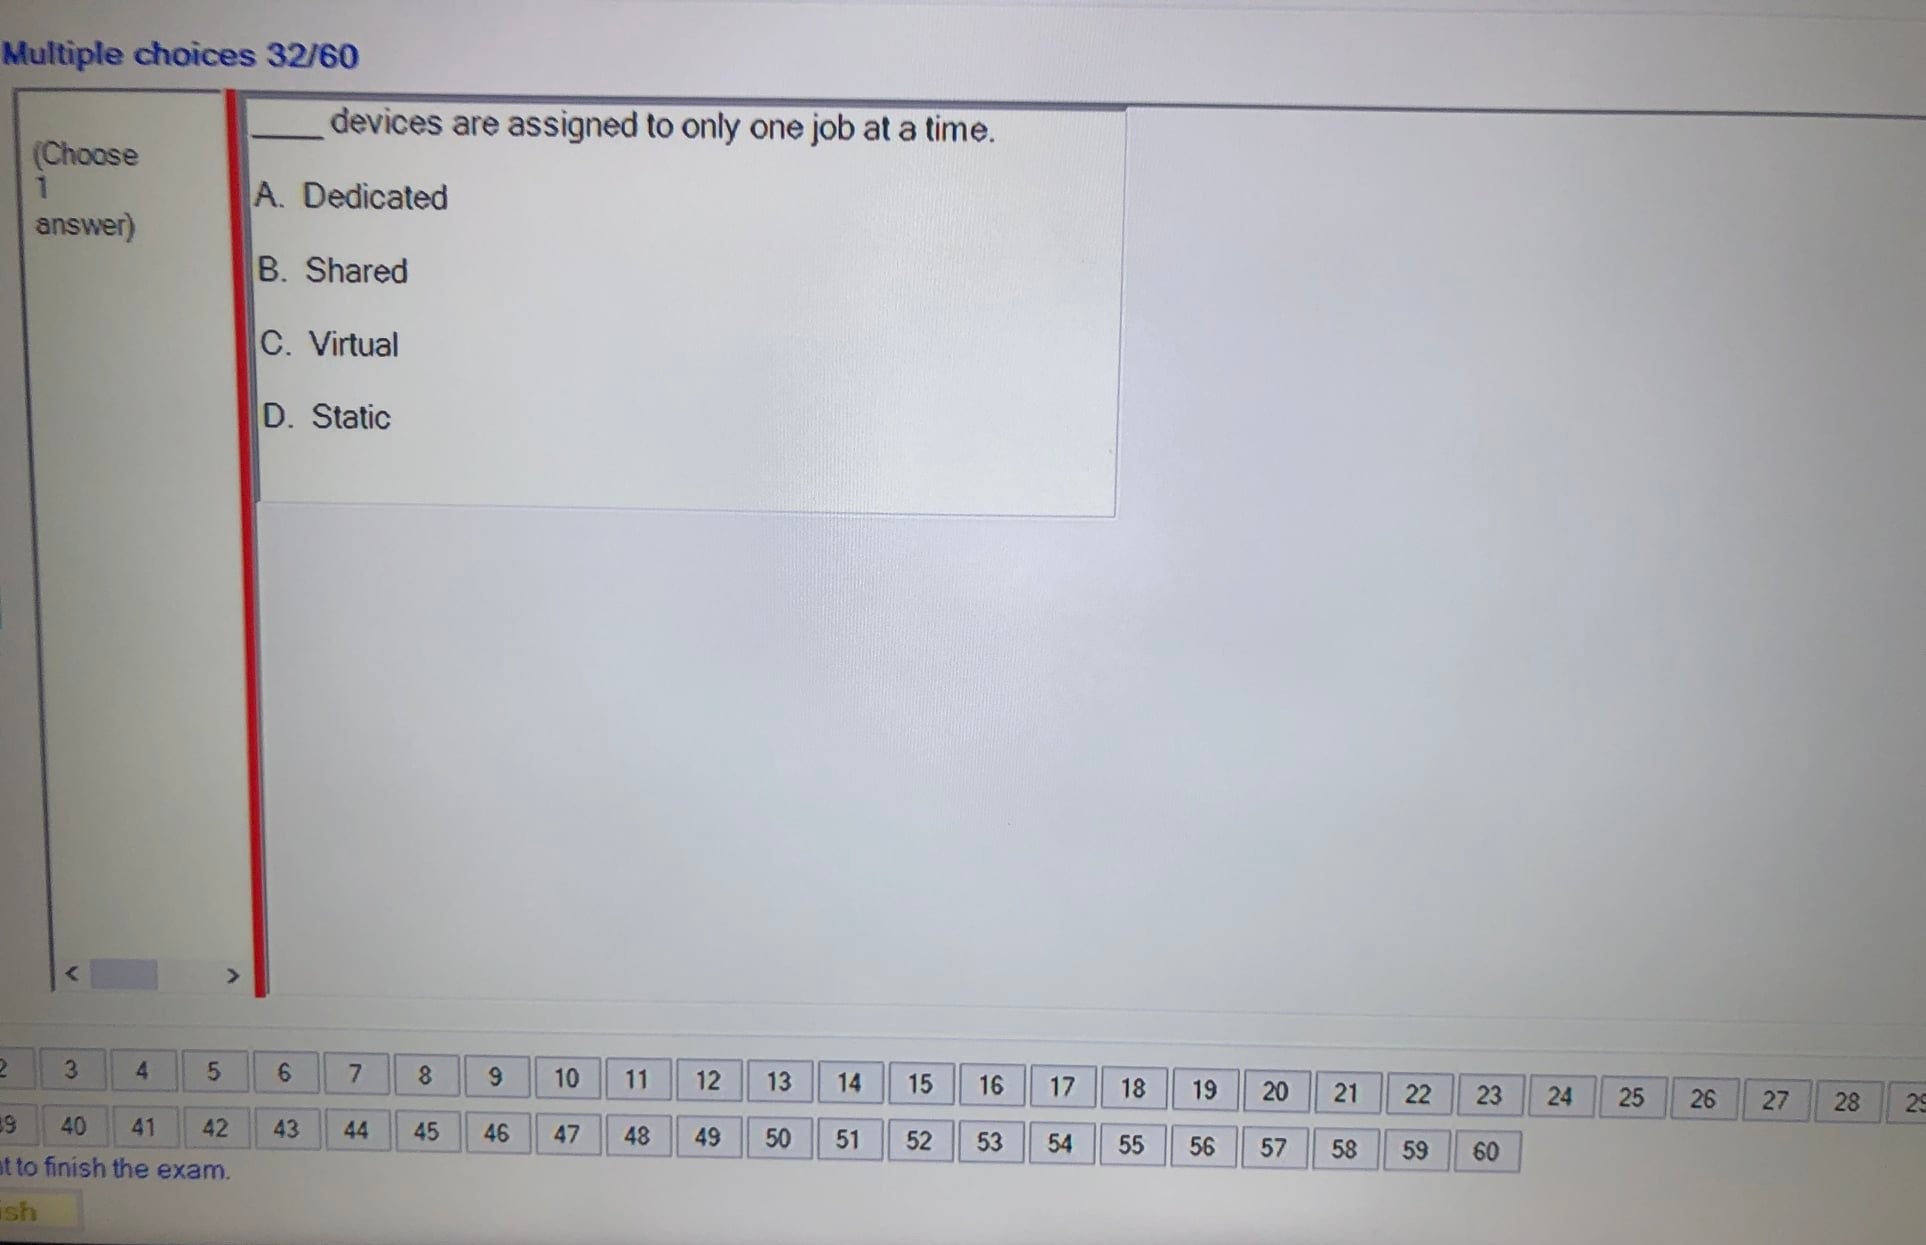 Multiple choices 32/60
(Choose
1
answer)
____ devices are assigned to only one job at a time.
A. Dedicated
B. Shared
C. Virtual
D. Static
< >
2 3 4 5 6 7 8 9 10 11 12 13 14 15 16 17 18 19 20 21 22 23 24 25 26 27 28 29
39 40 41 42 43 44 45 46 47 48 49 50 51 52 53 54 55 56 57 58 59 60
to finish the exam.